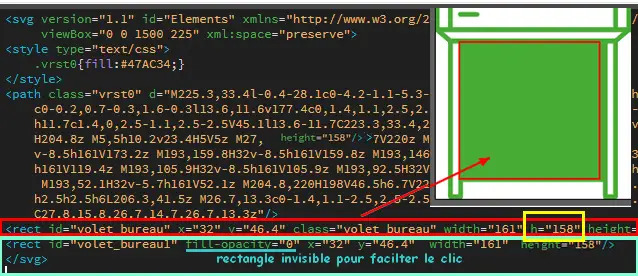 <svg version="1.1" id="Elements" xmlns="http://www.w3.org/2
viewBox="0 0 1500 225" xml:space="preserve">
<style type="text/css">
.vrst0{fill:#47AC34;}
</style>
<path class="vrst0" d="M225.3,33.4l-0.4-28.1c0-4.2-1.1-5.3-
c0-0.2,0.7-0.3,1.6-0.3l13.6,11.6v177.4c0,1.4,1.1,2.5,2.
h11.7c1.4,0,2.5-1.1,2.5-2.5V45.1l13.6-11.7C223.3,33.4,2
H204.8z M5,5h10.2v23.4H5V5z M27, height="158"/>7V220z M
v-8.5h161V173.2z M193,159.8H32v-8.5h161V159.8z M193,146
h161V119.4z M193,105.9H32v-8.5h161V105.9z M193,92.5H32V
M193,52.1H32v-5.7h161V52.1z M204.8,220H198V46.5h6.7V22
h2.5h2.5h6L206.3,41.5z M26.7,13.3c0-1.4,1.1-2.5,2.5-2.5
C27.8,15.8,26.7,14.7,26.7,13.3z"/>
<rect id="volet_bureau" x="32" y="46.4" class="volet_bureau" width="161" h="158" height=
<rect id="volet_bureau1" fill-opacity="0" x="32" y="46.4" width="161" height="158"/>
</svg> rectangle invisible pour facilter le clic